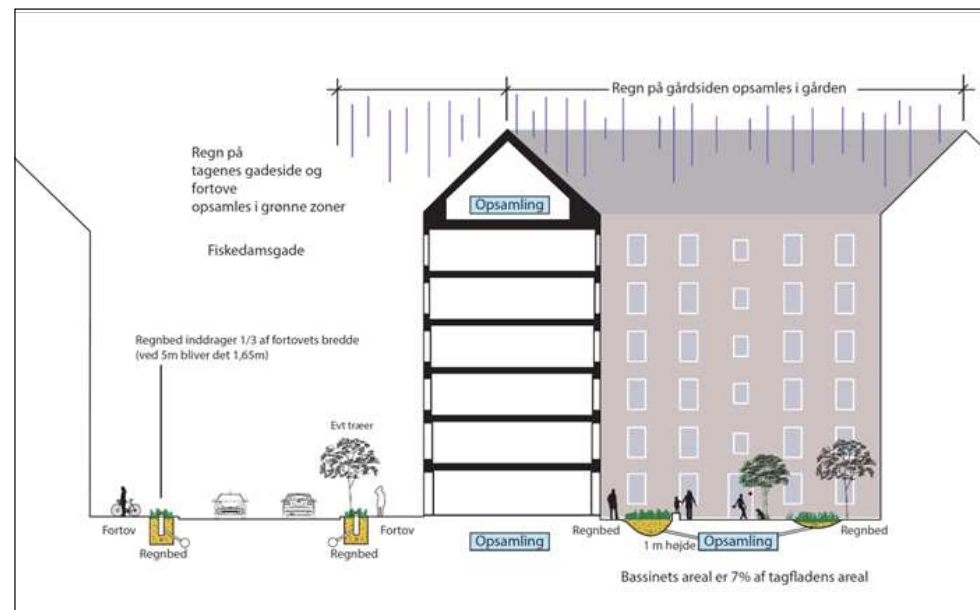 Regn på gårdsiden opsamles i gården
Regn på
tagenes gadeside og
fortove
opsamles i grønne zoner
Opsamling
Fiskedamsgade
Regnbed inddrager 1/3 af fortovets bredde
(ved 5m bliver det 1,65m)
Evt træer
Fortov
Regnbed
Regnbed
Fortov
Opsamling
Regnbed
1 m højde
Opsamling
Regnbed
Bassinets areal er 7% af tagfladens areal